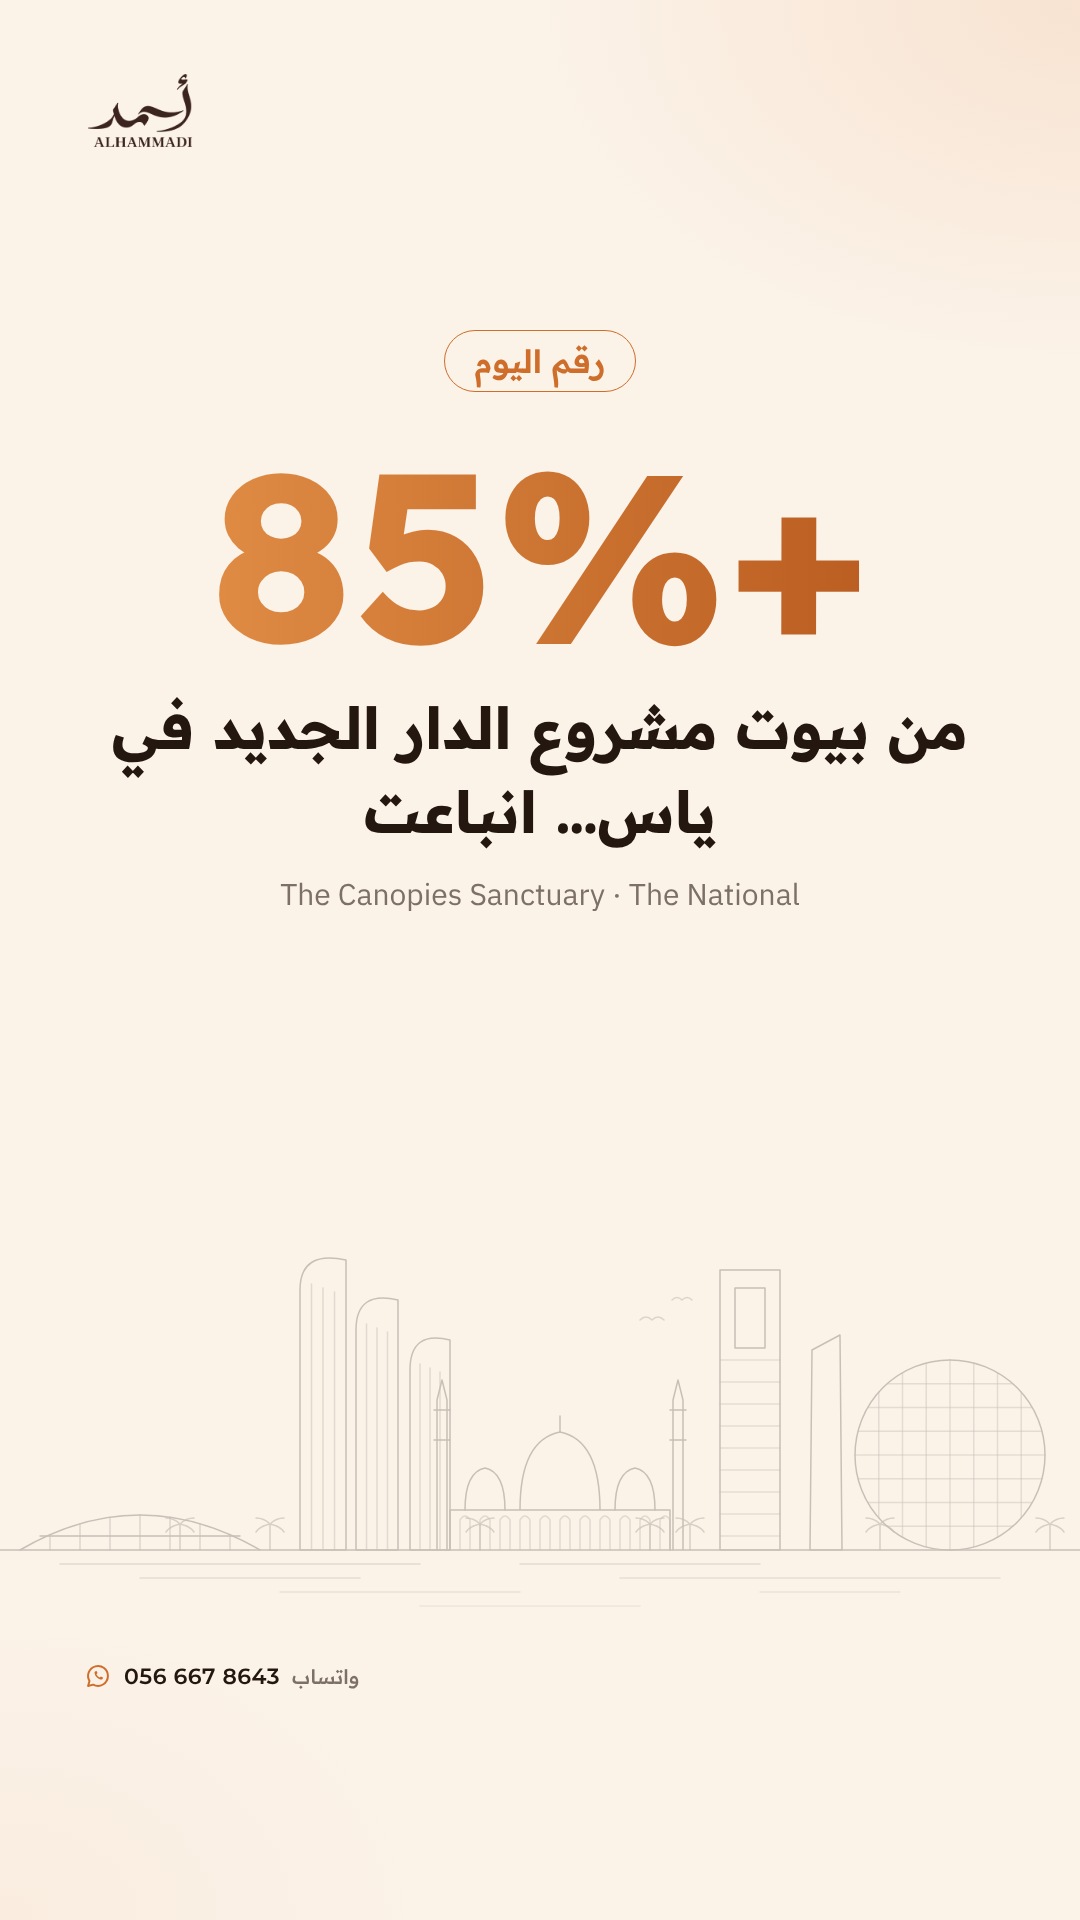 أحمد
ALHAMMADI
رقم اليوم
85%+
من بيوت مشروع الدار الجديد في
ياس... انباعت
The Canopies Sanctuary · The National
056 667 8643 واتساب